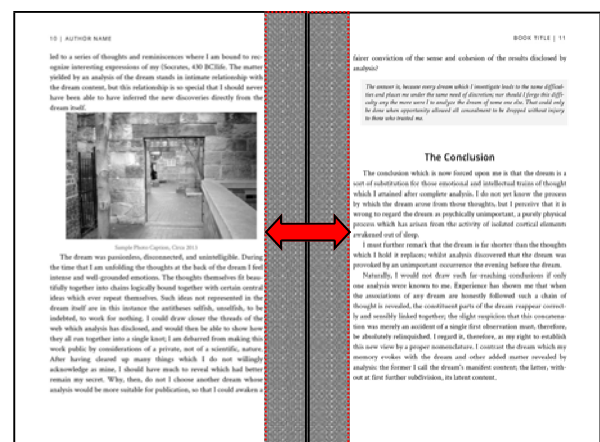 10 | AUTHOR NAME
led to a series of thoughts and reminiscences where I am bound to rec-
ognize interesting expressions of my (Socrates, 430 BC)life. The matter
yielded by an analysis of the dream stands in intimate relationship with
the dream content, but this relationship is so special that I should never
have been able to have inferred the new discoveries directly from the
dream itself.
Sample Photo Caption, Circa 2013
The dream was passionless, disconnected, and unintelligible. During
the time that I am unfolding the thoughts at the back of the dream I feel
intense and well-grounded emotions. The thoughts themselves fit beau-
tifully together into chains logically bound together with certain central
ideas which ever repeat themselves. Such ideas not represented in the
dream itself are in this instance the antitheses selfish, unselfish, to be
indebted, to work for nothing. I could draw closer the threads of the
web which analysis has disclosed, and would then be able to show how
they all run together into a single knot; I am debarred from making this
work public by considerations of a private, not of a scientific, nature.
After having cleared up many things which I do not willingly
acknowledge as mine, I should have much to reveal which had better
remain my secret. Why, then, do not I choose another dream whose
analysis would be more suitable for publication, so that I could awaken a
BOOK TITLE | 11
fairer conviction of the sense and cohesion of the results disclosed by
analysis?
The answer is, because every dream which I investigate leads to the same difficul-
ties and places me under the same need of discretion; nor should I forgo this diffi-
culty any the more were I to analyze the dream of some one else. That could only
be done when opportunity allowed all concealment to be dropped without injury
to those who trusted me.
The Conclusion
The conclusion which is now forced upon me is that the dream is a
sort of substitution for those emotional and intellectual trains of thought
which I attained after complete analysis. I do not yet know the process
by which the dream arose from those thoughts, but I perceive that it is
wrong to regard the dream as psychically unimportant, a purely physical
process which has arisen from the activity of isolated cortical elements
awakened out of sleep.
I must further remark that the dream is far shorter than the thoughts
which I hold it replaces; whilst analysis discovered that the dream was
provoked by an unimportant occurrence the evening before the dream.
Naturally, I would not draw such far-reaching conclusions if only
one analysis were known to me. Experience has shown me that when
the associations of any dream are honestly followed such a chain of
thought is revealed, the constituent parts of the dream reappear correct-
ly and sensibly linked together; the slight suspicion that this concatena-
tion was merely an accident of a single first observation must, therefore,
be absolutely relinquished. I regard it, therefore, as my right to establish
this new view by a proper nomenclature. I contrast the dream which my
memory evokes with the dream and other added matter revealed by
analysis: the former I call the dream's manifest content; the latter, with-
out at first further subdivision, its latent content.